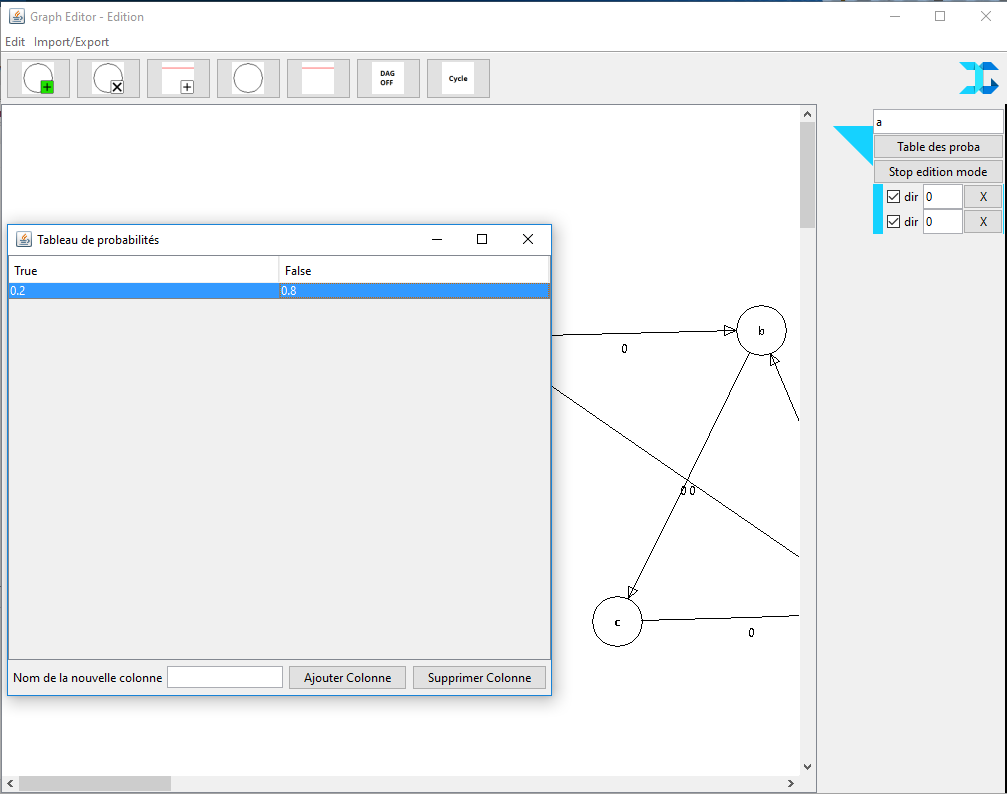 Graph Editor - Edition
Edit Import/Export
DAG
OFF
Cycle
a
Table des proba
Stop edition mode
dir 0 X
dir 0 X
Tableau de probabilités
True False
0.2 0.8
Nom de la nouvelle colonne Ajouter Colonne Supprimer Colonne
b
0
0 0
c
0